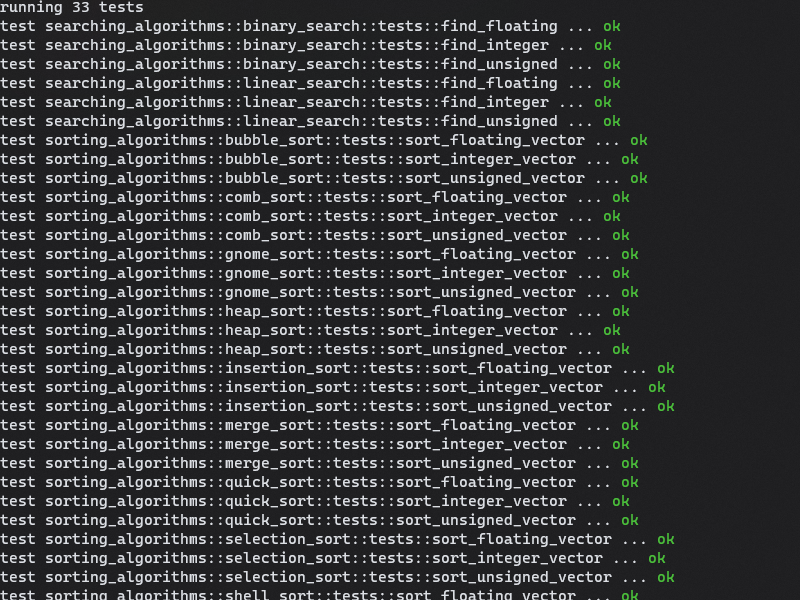 running 33 tests
test searching_algorithms::binary_search::tests::find_floating ... ok
test searching_algorithms::binary_search::tests::find_integer ... ok
test searching_algorithms::binary_search::tests::find_unsigned ... ok
test searching_algorithms::linear_search::tests::find_floating ... ok
test searching_algorithms::linear_search::tests::find_integer ... ok
test searching_algorithms::linear_search::tests::find_unsigned ... ok
test sorting_algorithms::bubble_sort::tests::sort_floating_vector ... ok
test sorting_algorithms::bubble_sort::tests::sort_integer_vector ... ok
test sorting_algorithms::bubble_sort::tests::sort_unsigned_vector ... ok
test sorting_algorithms::comb_sort::tests::sort_floating_vector ... ok
test sorting_algorithms::comb_sort::tests::sort_integer_vector ... ok
test sorting_algorithms::comb_sort::tests::sort_unsigned_vector ... ok
test sorting_algorithms::gnome_sort::tests::sort_floating_vector ... ok
test sorting_algorithms::gnome_sort::tests::sort_integer_vector ... ok
test sorting_algorithms::gnome_sort::tests::sort_unsigned_vector ... ok
test sorting_algorithms::heap_sort::tests::sort_floating_vector ... ok
test sorting_algorithms::heap_sort::tests::sort_integer_vector ... ok
test sorting_algorithms::heap_sort::tests::sort_unsigned_vector ... ok
test sorting_algorithms::insertion_sort::tests::sort_floating_vector ... ok
test sorting_algorithms::insertion_sort::tests::sort_integer_vector ... ok
test sorting_algorithms::insertion_sort::tests::sort_unsigned_vector ... ok
test sorting_algorithms::merge_sort::tests::sort_floating_vector ... ok
test sorting_algorithms::merge_sort::tests::sort_integer_vector ... ok
test sorting_algorithms::merge_sort::tests::sort_unsigned_vector ... ok
test sorting_algorithms::quick_sort::tests::sort_floating_vector ... ok
test sorting_algorithms::quick_sort::tests::sort_integer_vector ... ok
test sorting_algorithms::quick_sort::tests::sort_unsigned_vector ... ok
test sorting_algorithms::selection_sort::tests::sort_floating_vector ... ok
test sorting_algorithms::selection_sort::tests::sort_integer_vector ... ok
test sorting_algorithms::selection_sort::tests::sort_unsigned_vector ... ok
test sorting_algorithms::shell_sort::tests::sort_floating_vector ... ok